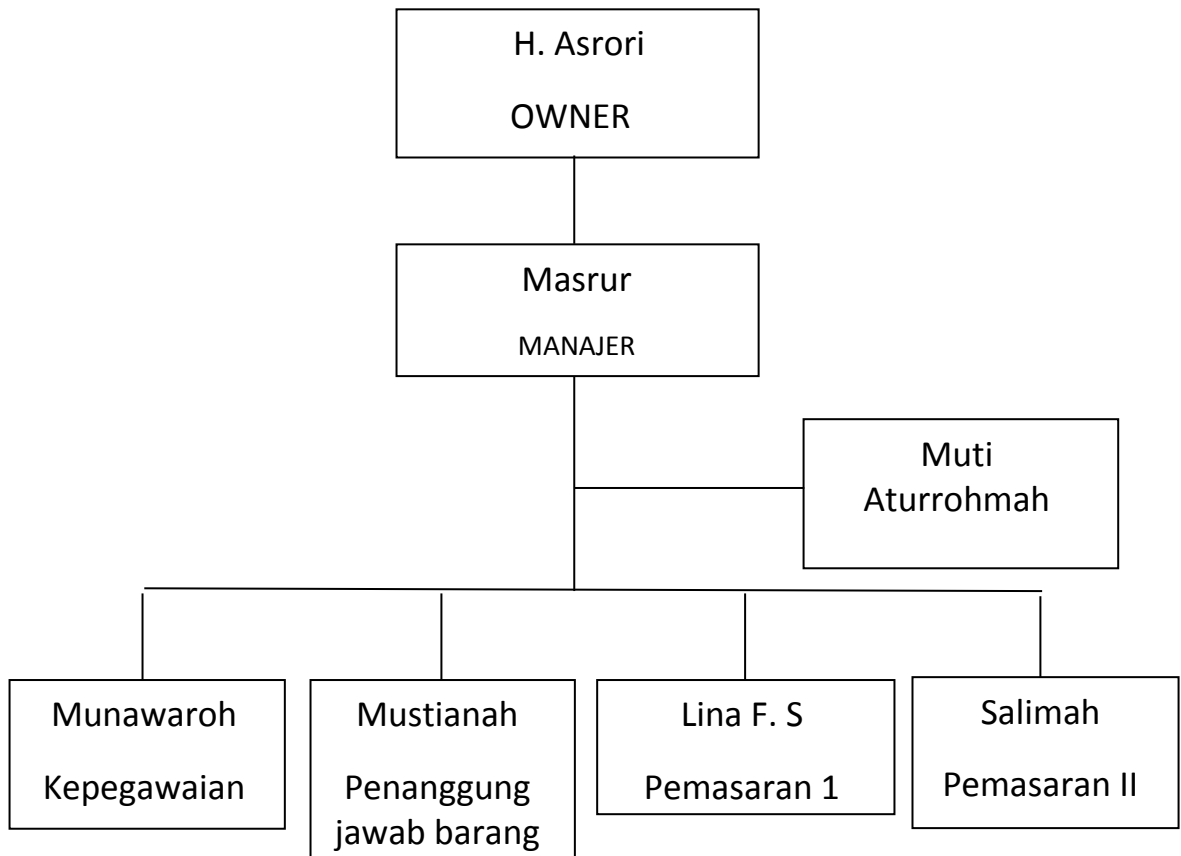 H. Asrori
OWNER
Masrur
MANAJER
Muti
Aturrohmah
Munawaroh
Kepegawaian
Mustianah
Penanggung
jawab barang
Lina F. S
Pemasaran 1
Salimah
Pemasaran II